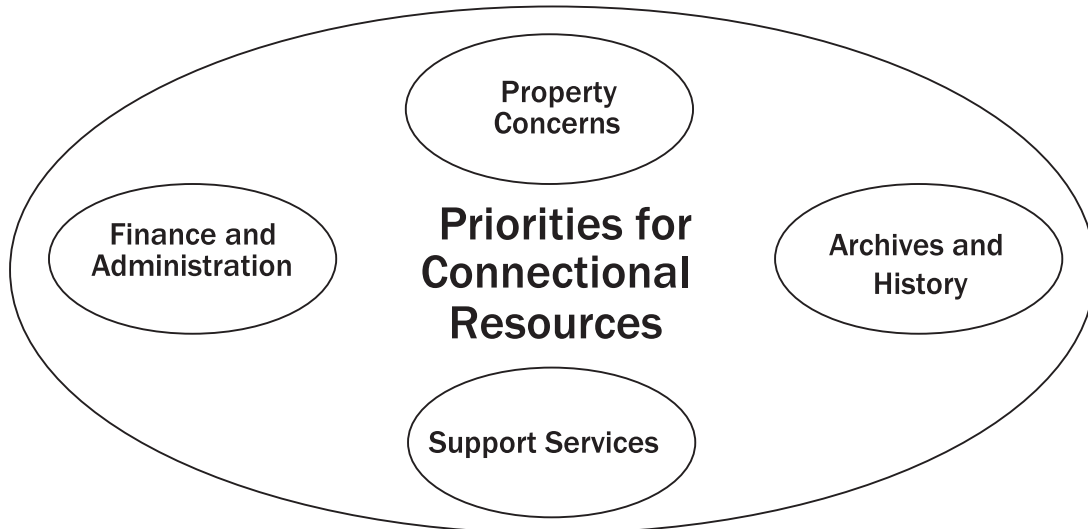 Property
Concerns
Finance and
Administration
Priorities for
Connectional
Resources
Archives and
History
Support Services